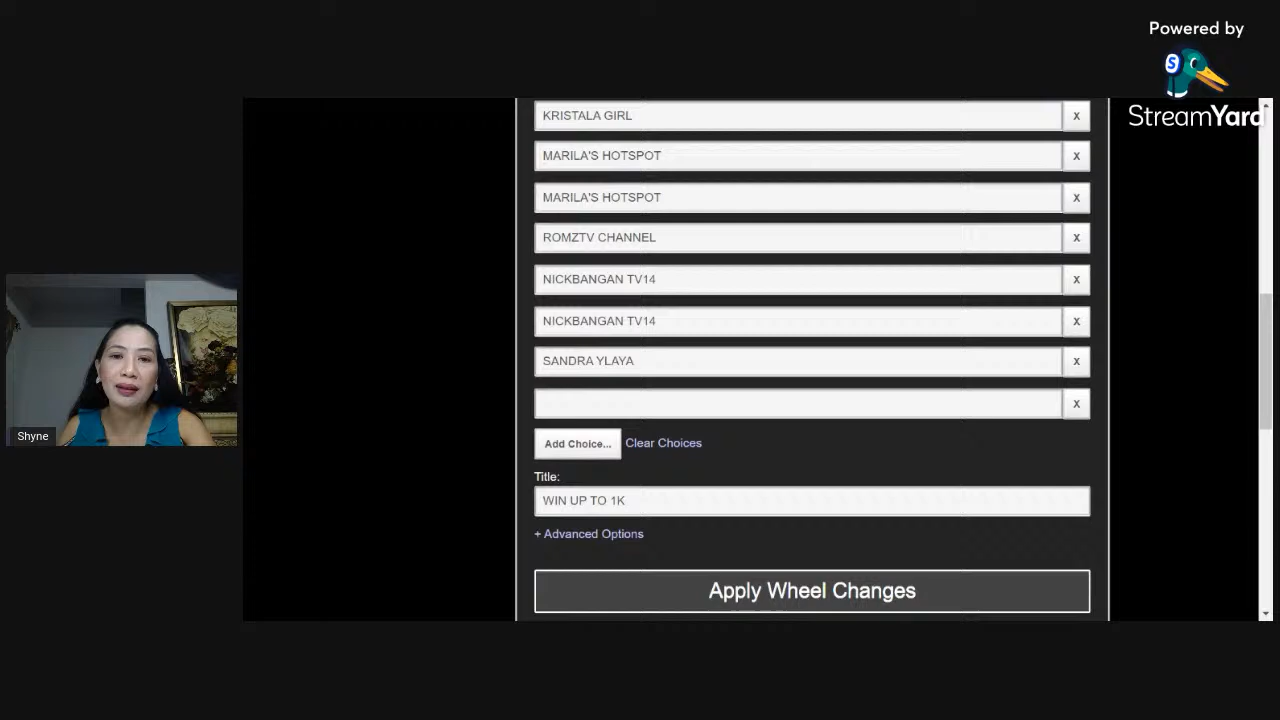 Powered by
S
StreamYard
KRISTALA GIRL
X
MARILA'S HOTSPOT
X
MARILA'S HOTSPOT
X
ROMZTV CHANNEL
X
NICKBANGAN TV14
X
NICKBANGAN TV14
X
SANDRA YLAYA
X
X
Add Choice...
Clear Choices
Title:
WIN UP TO 1K
+ Advanced Options
Apply Wheel Changes
Shyne